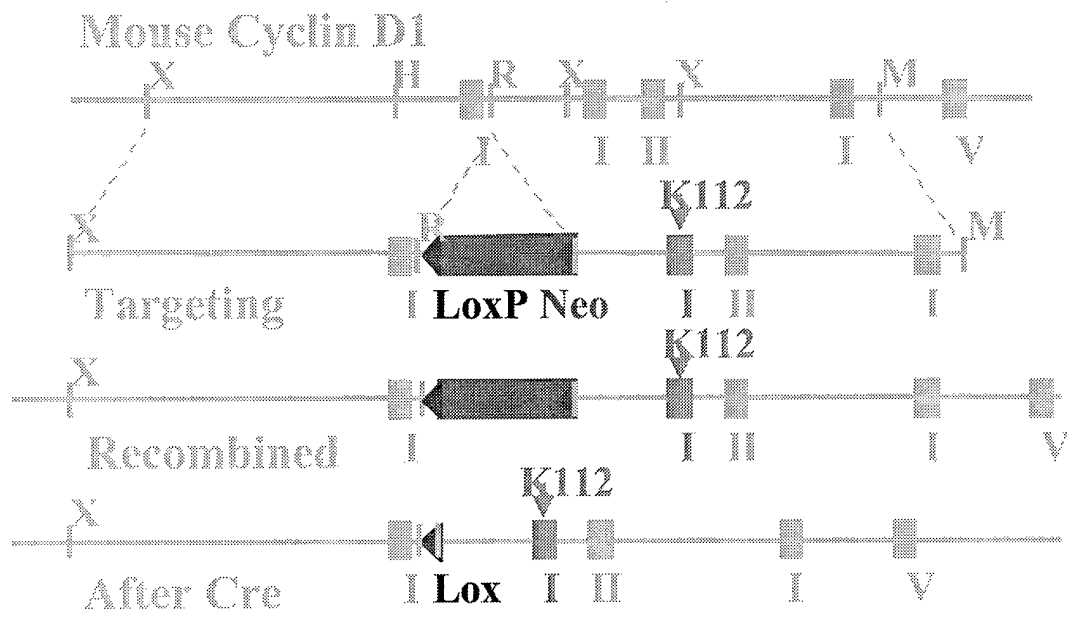 Mouse Cyclin D1
X H R X X M
I I II I V
K112
X R M
Targeting I LoxP Neo I II I
K112
X
Recombined I I II I V
K112
X
After Cre I Lox I II I V